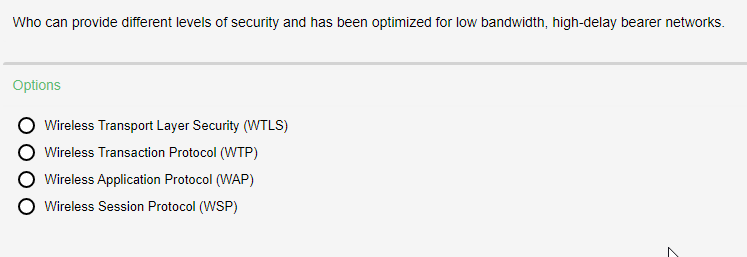 Who can provide different levels of security and has been optimized for low bandwidth, high-delay bearer networks.
Options
Wireless Transport Layer Security (WTLS)
Wireless Transaction Protocol (WTP)
Wireless Application Protocol (WAP)
Wireless Session Protocol (WSP)